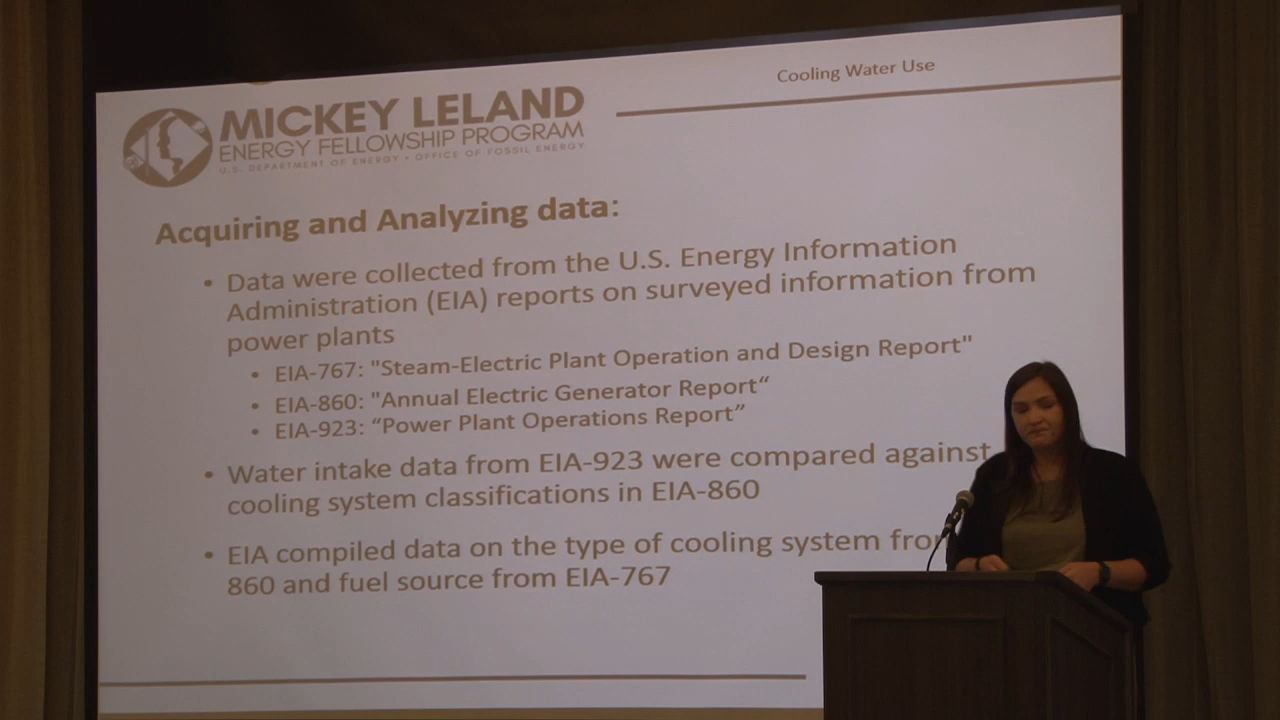 Cooling Water Use
MICKEY LELAND
ENERGY FELLOWSHIP PROGRAM
U.S. DEPARTMENT OF ENERGY • OFFICE OF FOSSIL ENERGY
Acquiring and Analyzing data:
• Data were collected from the U.S. Energy Information
Administration (EIA) reports on surveyed information from
power plants
• EIA-767: "Steam-Electric Plant Operation and Design Report"
• EIA-860: "Annual Electric Generator Report“
• EIA-923: “Power Plant Operations Report”
• Water intake data from EIA-923 were compared against
cooling system classifications in EIA-860
• EIA compiled data on the type of cooling system
860 and fuel source from EIA-767